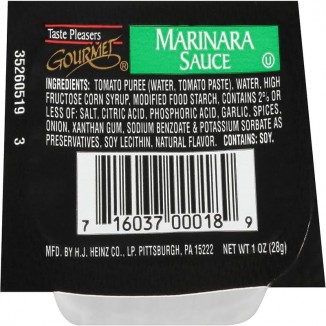 Taste Pleasers
GOURMET®
MARINARA
SAUCE
INGREDIENTS: TOMATO PUREE (WATER, TOMATO PASTE), WATER, HIGH
FRUCTOSE CORN SYRUP, MODIFIED FOOD STARCH, CONTAINS 2% OR
LESS OF: SALT, CITRIC ACID, PHOSPHORIC ACID, GARLIC, SPICES,
ONION, XANTHAN GUM, SODIUM BENZOATE & POTASSIUM SORBATE AS
PRESERVATIVES, SOY LECITHIN, NATURAL FLAVOR. CONTAINS: SOY.
7 16037 00018 9
MFD. BY H.J. HEINZ CO., LP. PITTSBURGH, PA 15222
NET WT 1 OZ (28g)
35260519 3